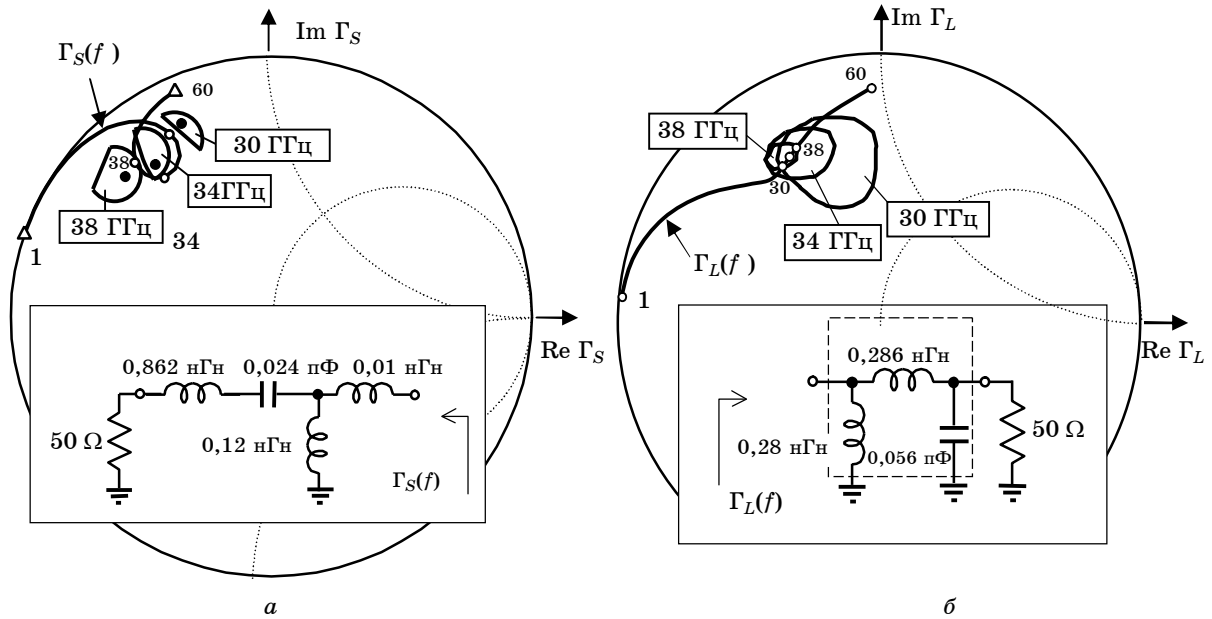 Im Γ_S
Γ_S(f)
60
30 ГГц
38
34ГГц
38 ГГц
34
1
Re Γ_S
0,862 нГн
0,024 пФ
0,01 нГн
50 Ω
0,12 нГн
Γ_S(f)
а
Im Γ_L
60
38 ГГц
38
30
30 ГГц
34 ГГц
Γ_L(f)
1
Re Γ_L
0,286 нГн
0,28 нГн
0,056 пФ
50 Ω
Γ_L(f)
б